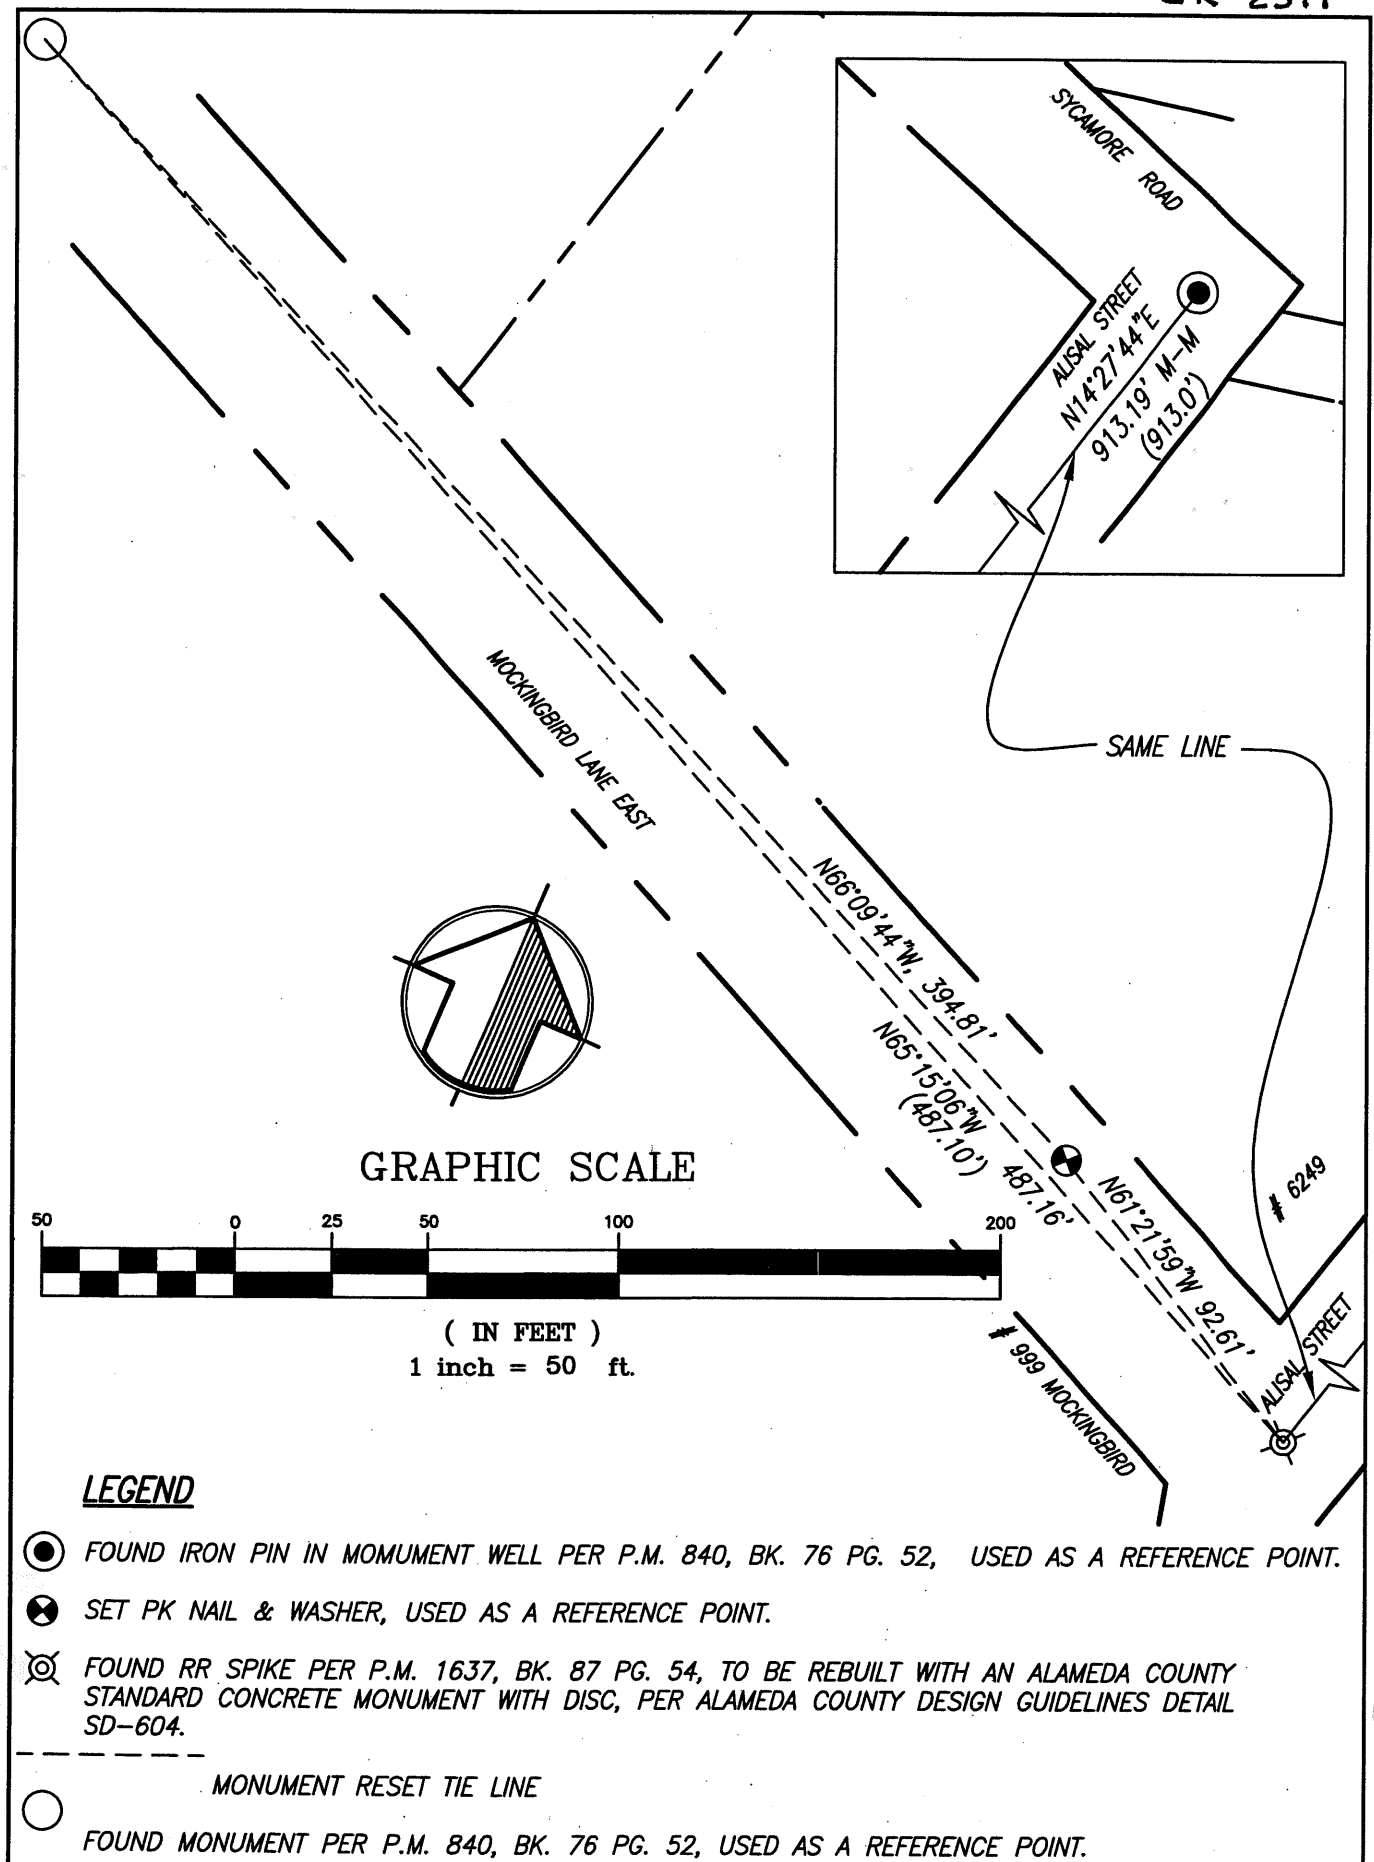 SYCAMORE ROAD
ALISAL STREET
N14°27'44"E
913.19' M-M
(913.0')
SAME LINE
MOCKINGBIRD LANE EAST
N66°09'44"W, 394.81'
N65°15'06"W 487.16'
(487.10')
N61°21'59"W 92.61'
# 6249
ALISAL STREET
# 999 MOCKINGBIRD
GRAPHIC SCALE
50 0 25 50 100 200
( IN FEET )
1 inch = 50 ft.
LEGEND
FOUND IRON PIN IN MOMUMENT WELL PER P.M. 840, BK. 76 PG. 52, USED AS A REFERENCE POINT.
SET PK NAIL & WASHER, USED AS A REFERENCE POINT.
FOUND RR SPIKE PER P.M. 1637, BK. 87 PG. 54, TO BE REBUILT WITH AN ALAMEDA COUNTY
STANDARD CONCRETE MONUMENT WITH DISC, PER ALAMEDA COUNTY DESIGN GUIDELINES DETAIL
SD-604.
MONUMENT RESET TIE LINE
FOUND MONUMENT PER P.M. 840, BK. 76 PG. 52, USED AS A REFERENCE POINT.